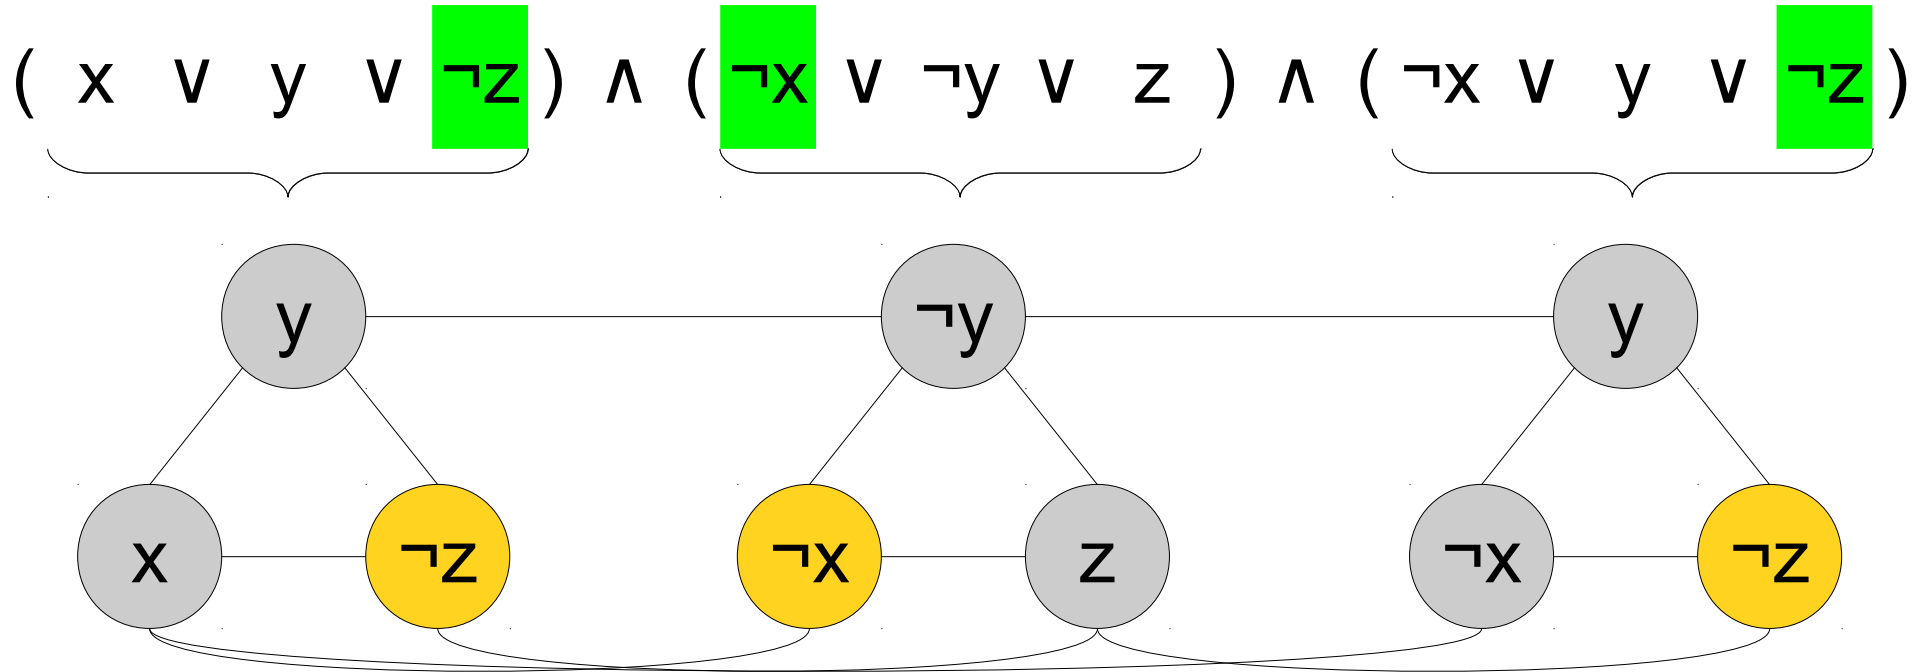 ( x ∨ y ∨ ¬z ) ∧ ( ¬x ∨ ¬y ∨ z ) ∧ ( ¬x ∨ y ∨ ¬z )
y ¬y y
x ¬z ¬x z ¬x ¬z